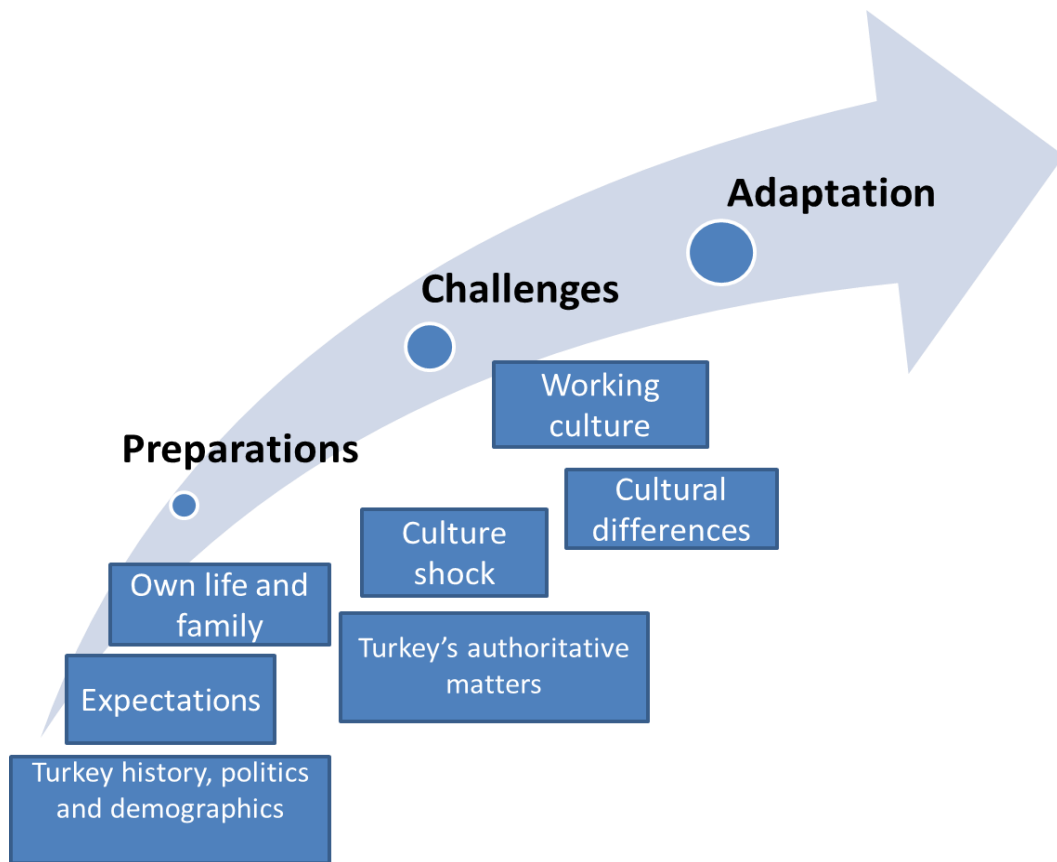 Adaptation
Challenges
Working
culture
Preparations
Cultural
differences
Culture
shock
Own life and
family
Turkey’s authoritative
matters
Expectations
Turkey history, politics
and demographics